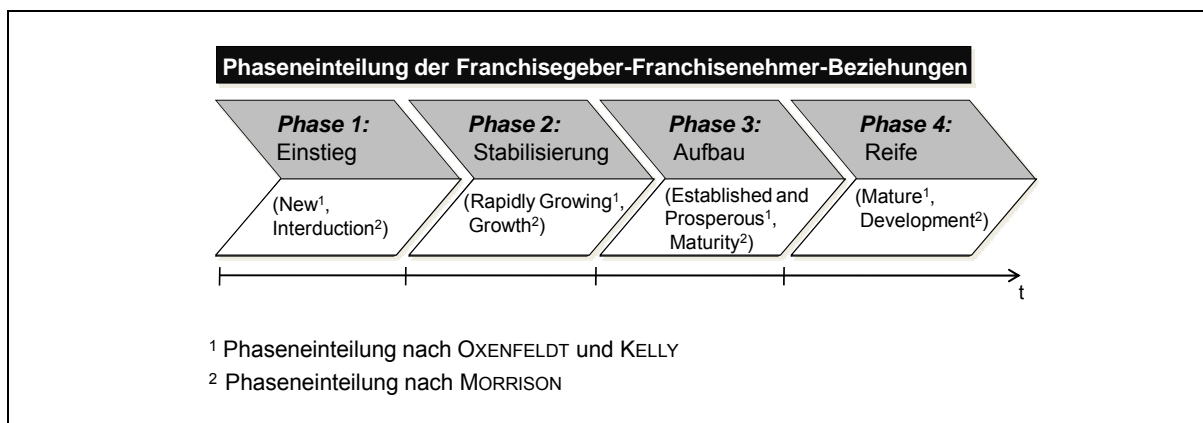 Phaseneinteilung der Franchisegeber-Franchisenehmer-Beziehungen
Phase 1:
Einstieg
(New¹,
Interduction²)
Phase 2:
Stabilisierung
(Rapidly Growing¹,
Growth²)
Phase 3:
Aufbau
(Established and
Prosperous¹,
Maturity²)
Phase 4:
Reife
(Mature¹,
Development²)
t
¹ Phaseneinteilung nach OXENFELDT und KELLY
² Phaseneinteilung nach MORRISON